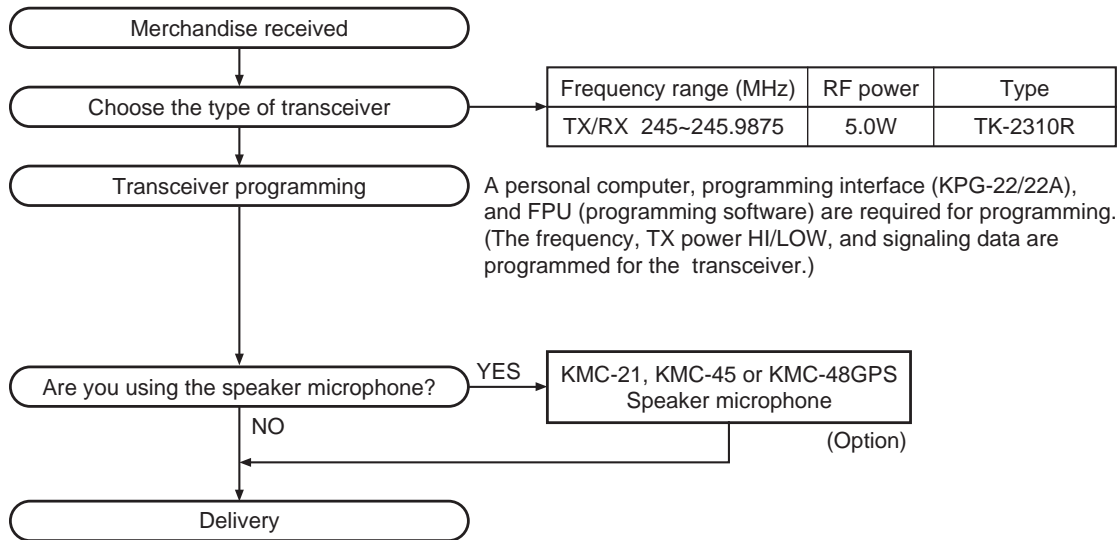 Merchandise received
Choose the type of transceiver
Frequency range (MHz) RF power Type
TX/RX 245~245.9875 5.0W TK-2310R
Transceiver programming
A personal computer, programming interface (KPG-22/22A),
and FPU (programming software) are required for programming.
(The frequency, TX power HI/LOW, and signaling data are
programmed for the transceiver.)
Are you using the speaker microphone?
YES
KMC-21, KMC-45 or KMC-48GPS
Speaker microphone
(Option)
NO
Delivery